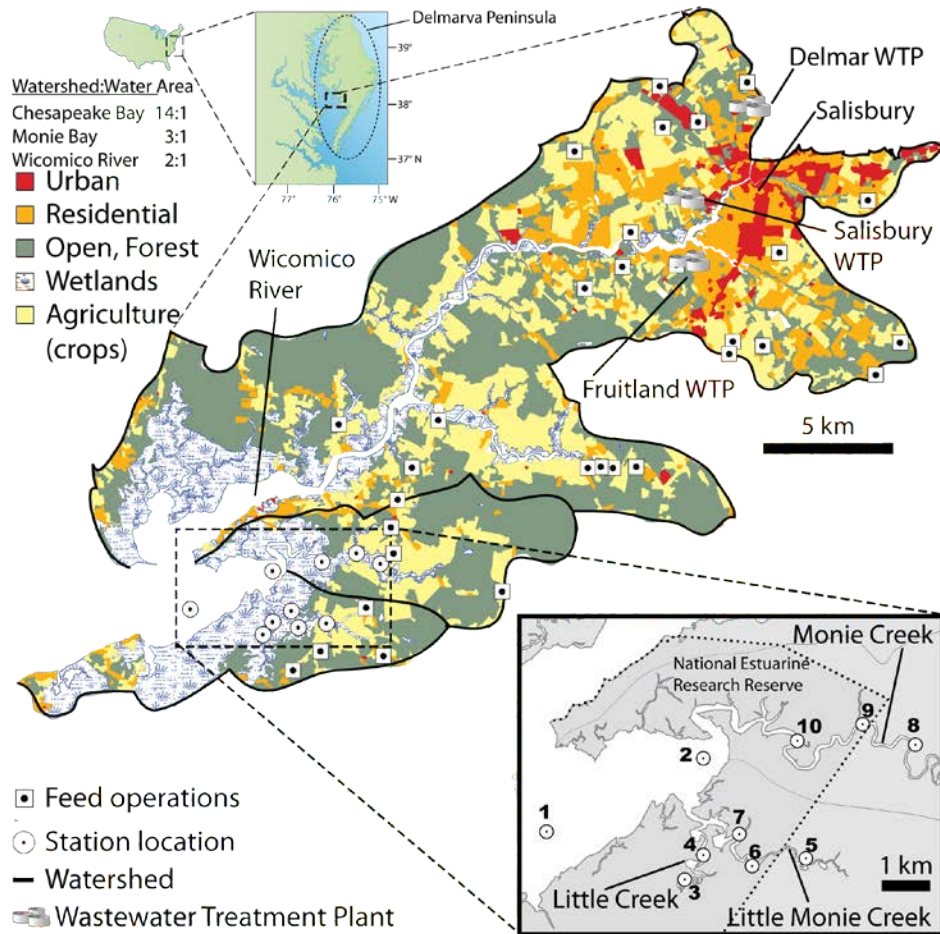 Delmarva Peninsula
39°
38°
37° N
77°
76°
75°
W
Watershed:Water Area
Chesapeake Bay 14:1
Monie Bay 3:1
Wicomico River 2:1
Urban
Residential
Open, Forest
Wetlands
Agriculture
(crops)
Wicomico
River
Delmar WTP
Salisbury
Salisbury
WTP
Fruitland WTP
5 km
Monie Creek
National Estuarine
Research Reserve
9
10
8
2
1
7
4
6
5
3
1 km
Little Creek
Little Monie Creek
Feed operations
Station location
Watershed
Wastewater Treatment Plant